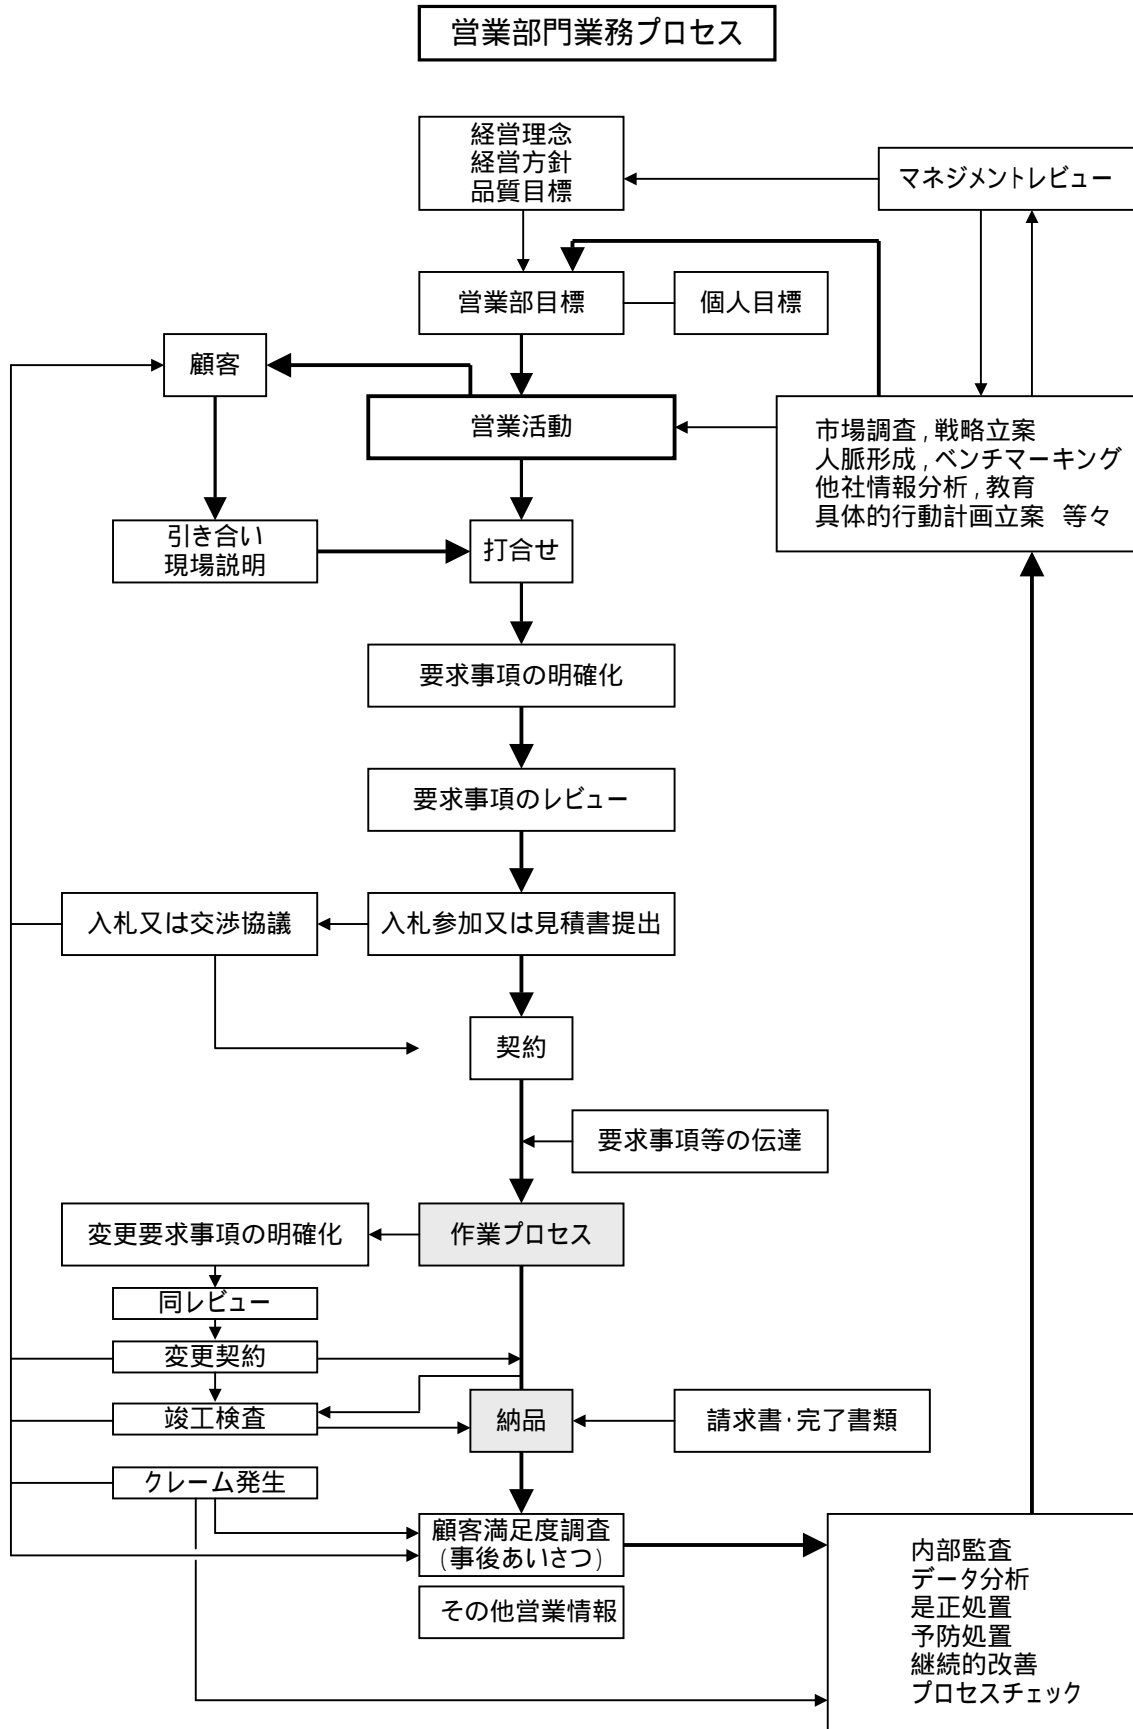 営業部門業務プロセス
経営理念
経営方針
品質目標
マネジメントレビュー
営業部目標
個人目標
顧客
営業活動
市場調査,戦略立案
人脈形成,ベンチマーキング
他社情報分析,教育
具体的行動計画立案 等々
引き合い
現場説明
打合せ
要求事項の明確化
要求事項のレビュー
入札又は交渉協議
入札参加又は見積書提出
契約
要求事項等の伝達
変更要求事項の明確化
作業プロセス
同レビュー
変更契約
竣工検査
納品
請求書・完了書類
クレーム発生
顧客満足度調査
(事後あいさつ)
その他営業情報
内部監査
データ分析
是正処置
予防処置
継続的改善
プロセスチェック